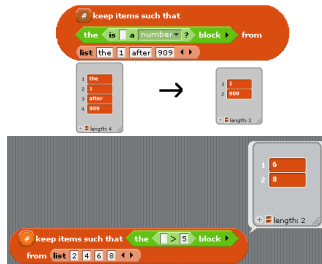 # keep items such that
the is a number ? block from
list the 1 after 909
1 the
2 1
3 after
4 909
+ length: 4
1 1
2 909
+ length: 2
1 6
2 8
+ length: 2
# keep items such that the > 5 block
from list 2 4 6 8